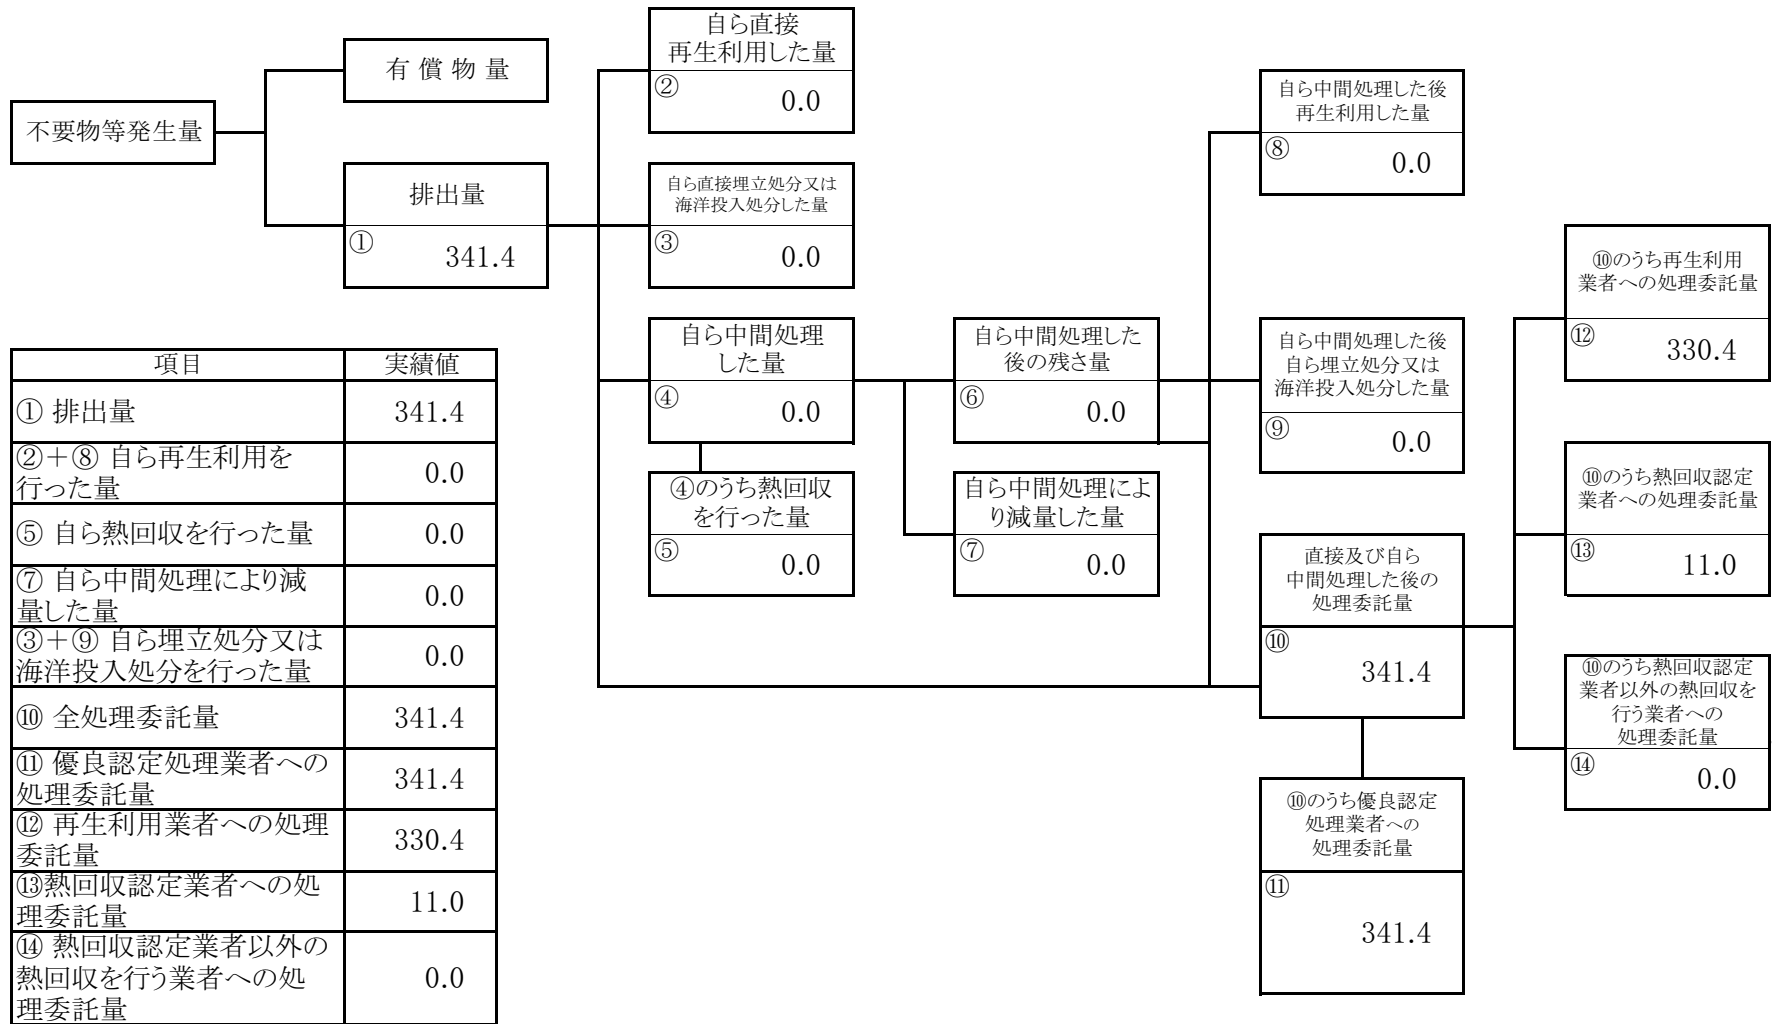 不要物等発生量
有償物量
排出量
①
341.4
自ら直接
再生利用した量
②
0.0
自ら直接埋立処分又は
海洋投入処分した量
③
0.0
自ら中間処理
した量
④
0.0
④のうち熱回収
を行った量
⑤
0.0
自ら中間処理した
後の残さ量
⑥
0.0
自ら中間処理によ
り減量した量
⑦
0.0
自ら中間処理した後
再生利用した量
⑧
0.0
自ら中間処理した後
自ら埋立処分又は
海洋投入処分した量
⑨
0.0
直接及び自ら
中間処理した後の
処理委託量
⑩
341.4
⑩のうち優良認定
処理業者への
処理委託量
⑪
341.4
⑩のうち再生利用
業者への処理委託量
⑫
330.4
⑩のうち熱回収認定
業者への処理委託量
⑬
11.0
⑩のうち熱回収認定
業者以外の熱回収を
行う業者への
処理委託量
⑭
0.0
項目 実績値
① 排出量 341.4
②＋⑧ 自ら再生利用を
行った量 0.0
⑤ 自ら熱回収を行った量 0.0
⑦ 自ら中間処理により減
量した量 0.0
③＋⑨ 自ら埋立処分又は
海洋投入処分を行った量 0.0
⑩ 全処理委託量 341.4
⑪ 優良認定処理業者への
処理委託量 341.4
⑫ 再生利用業者への処理
委託量 330.4
⑬熱回収認定業者への処
理委託量 11.0
⑭ 熱回収認定業者以外の
熱回収を行う業者への処
理委託量 0.0